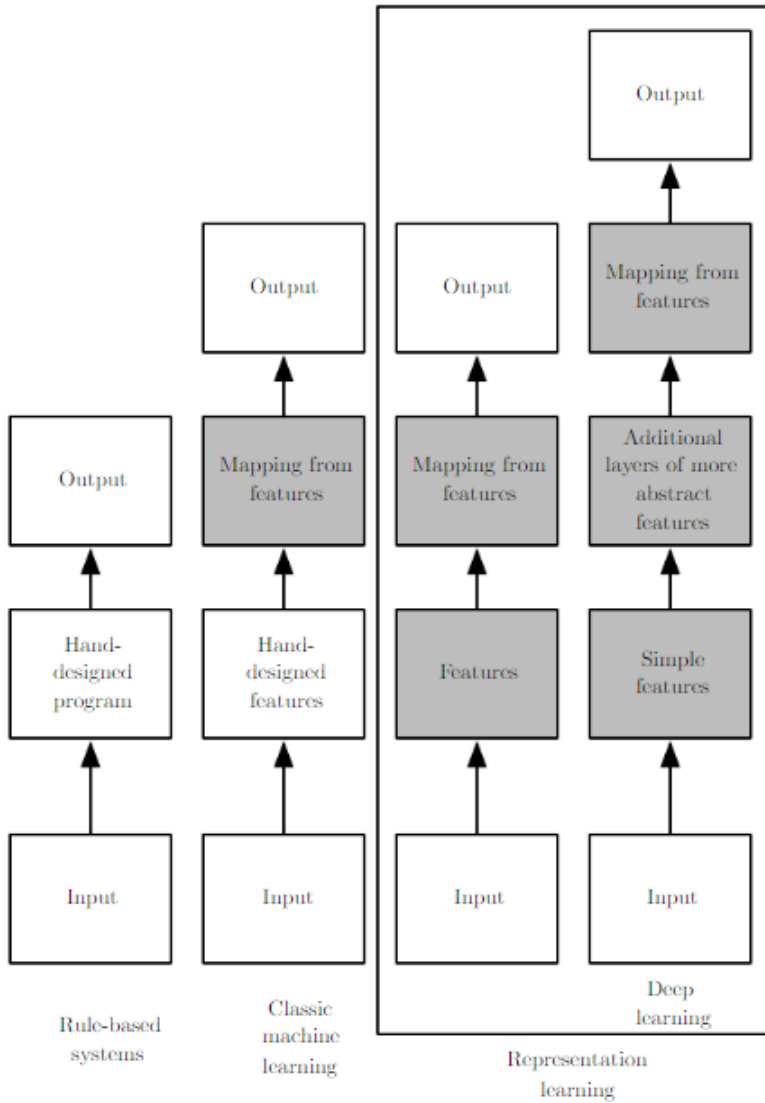 Output
Output
Output
Mapping from
features
Output
Mapping from
features
Mapping from
features
Additional
layers of more
abstract
features
Hand-
designed
program
Hand-
designed
features
Features
Simple
features
Input
Input
Input
Input
Rule-based
systems
Classic
machine
learning
Representation
learning
Deep
learning